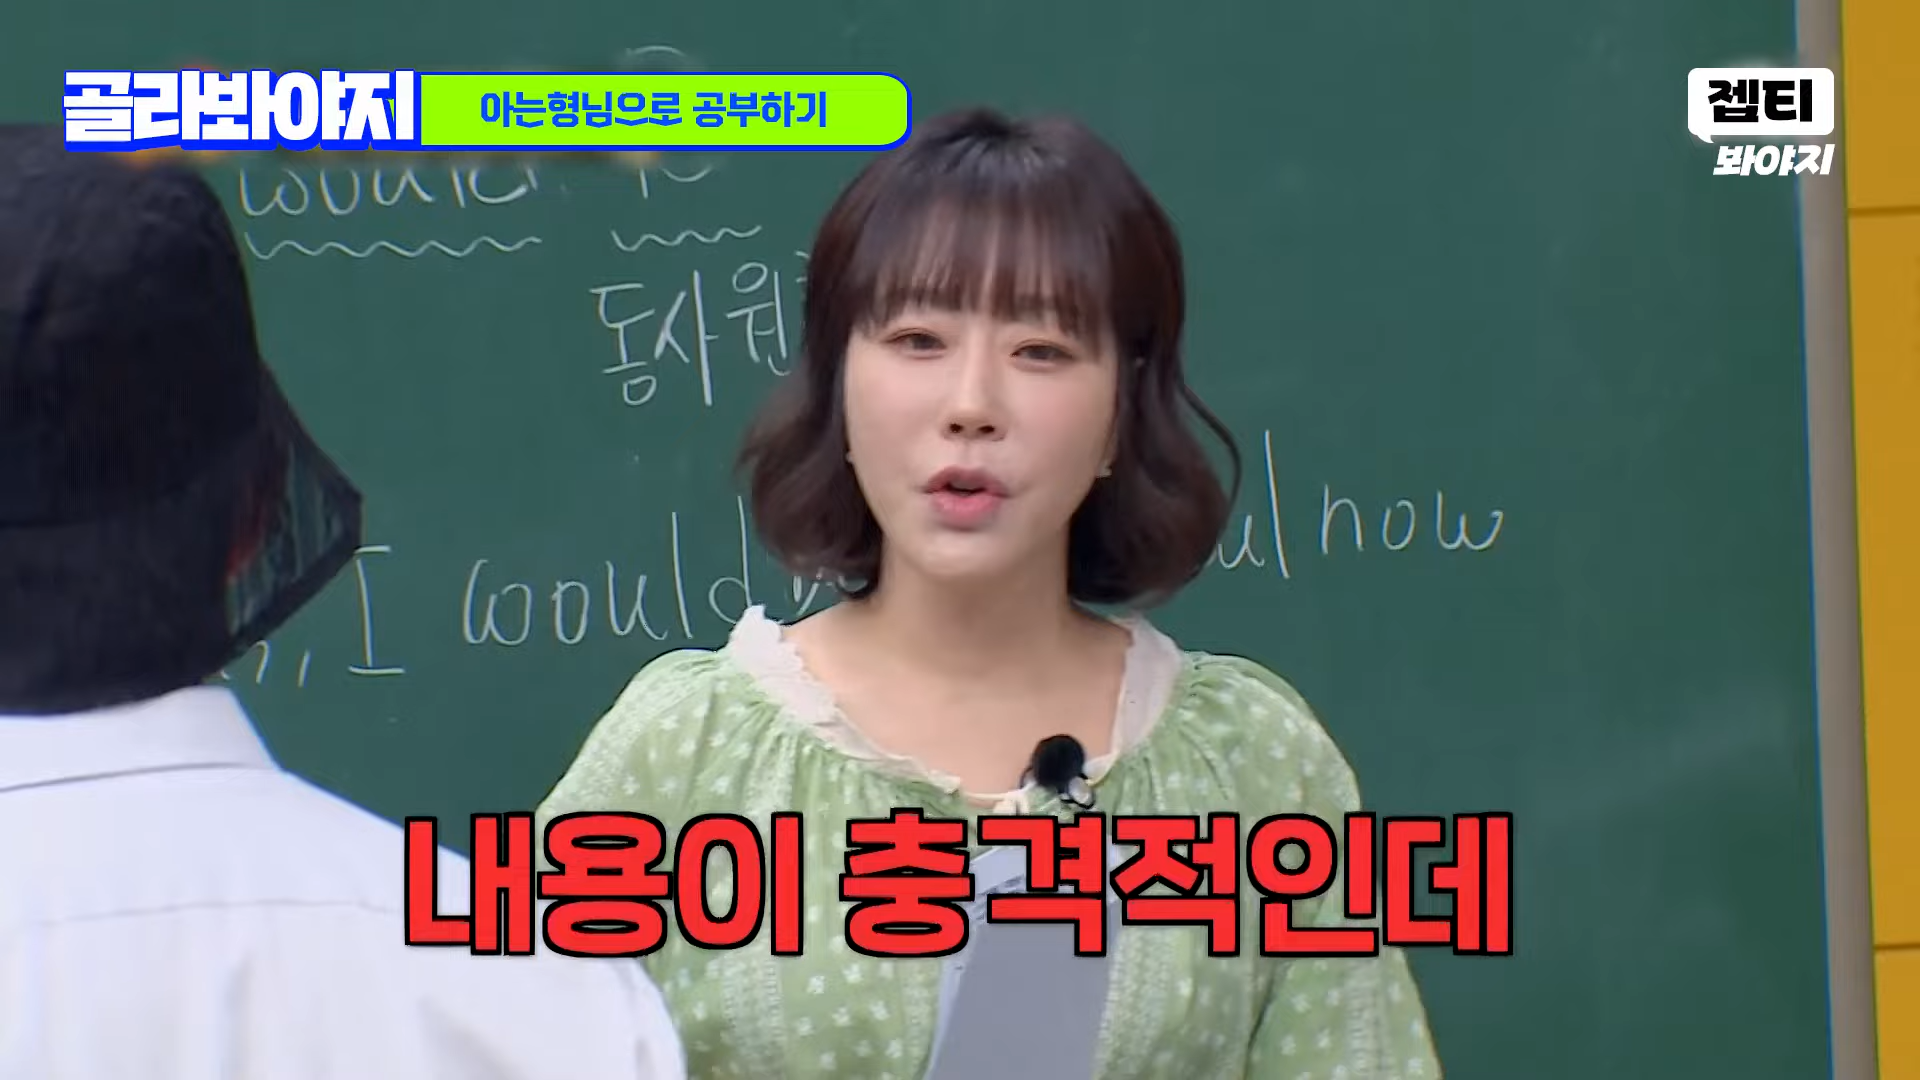 골라봐야지 아는형님으로 공부하기
젭티
봐야지
would
동사원
I would now
내용이 충격적인데